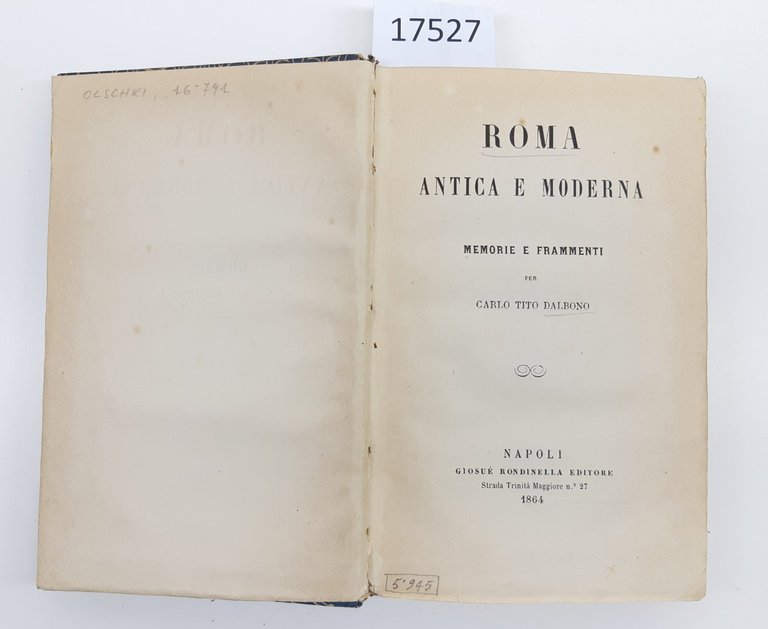 17527
OLSCHKI, 16-791
ROMA
ANTICA E MODERNA
MEMORIE E FRAMMENTI
PER
CARLO TITO DALBONO
NAPOLI
GIOSUÈ RONDINELLA EDITORE
Strada Trinità Maggiore n.° 27
1864
5·945